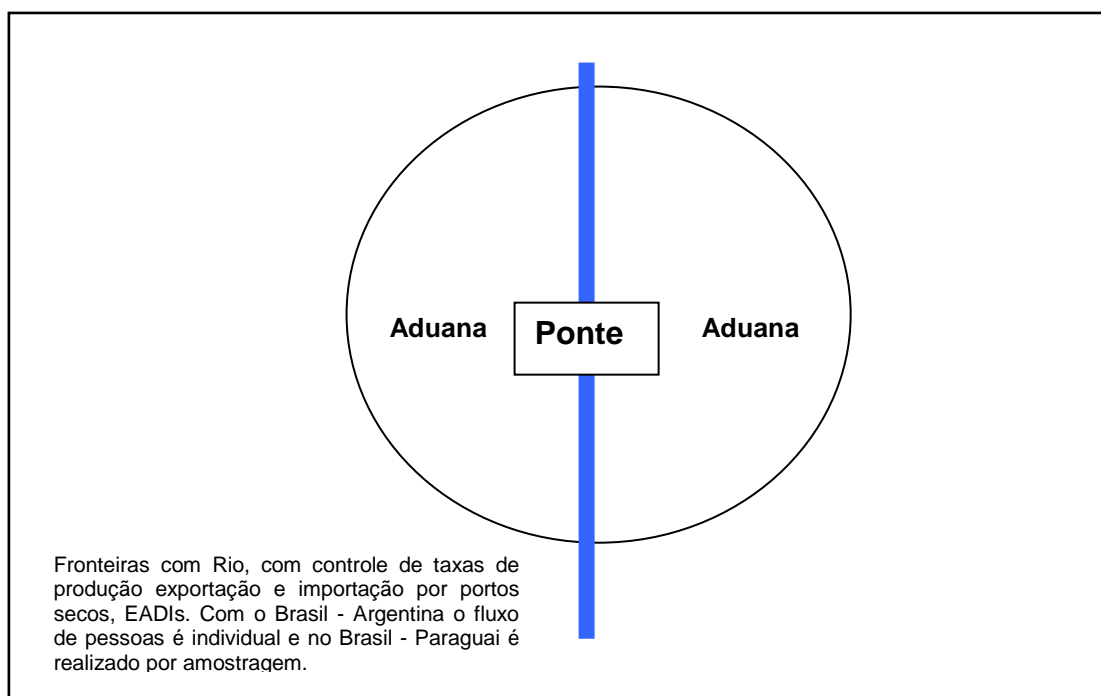 Aduana Ponte Aduana
Fronteiras com Rio, com controle de taxas de
produção exportação e importação por portos
secos, EADIs. Com o Brasil - Argentina o fluxo
de pessoas é individual e no Brasil - Paraguai é
realizado por amostragem.